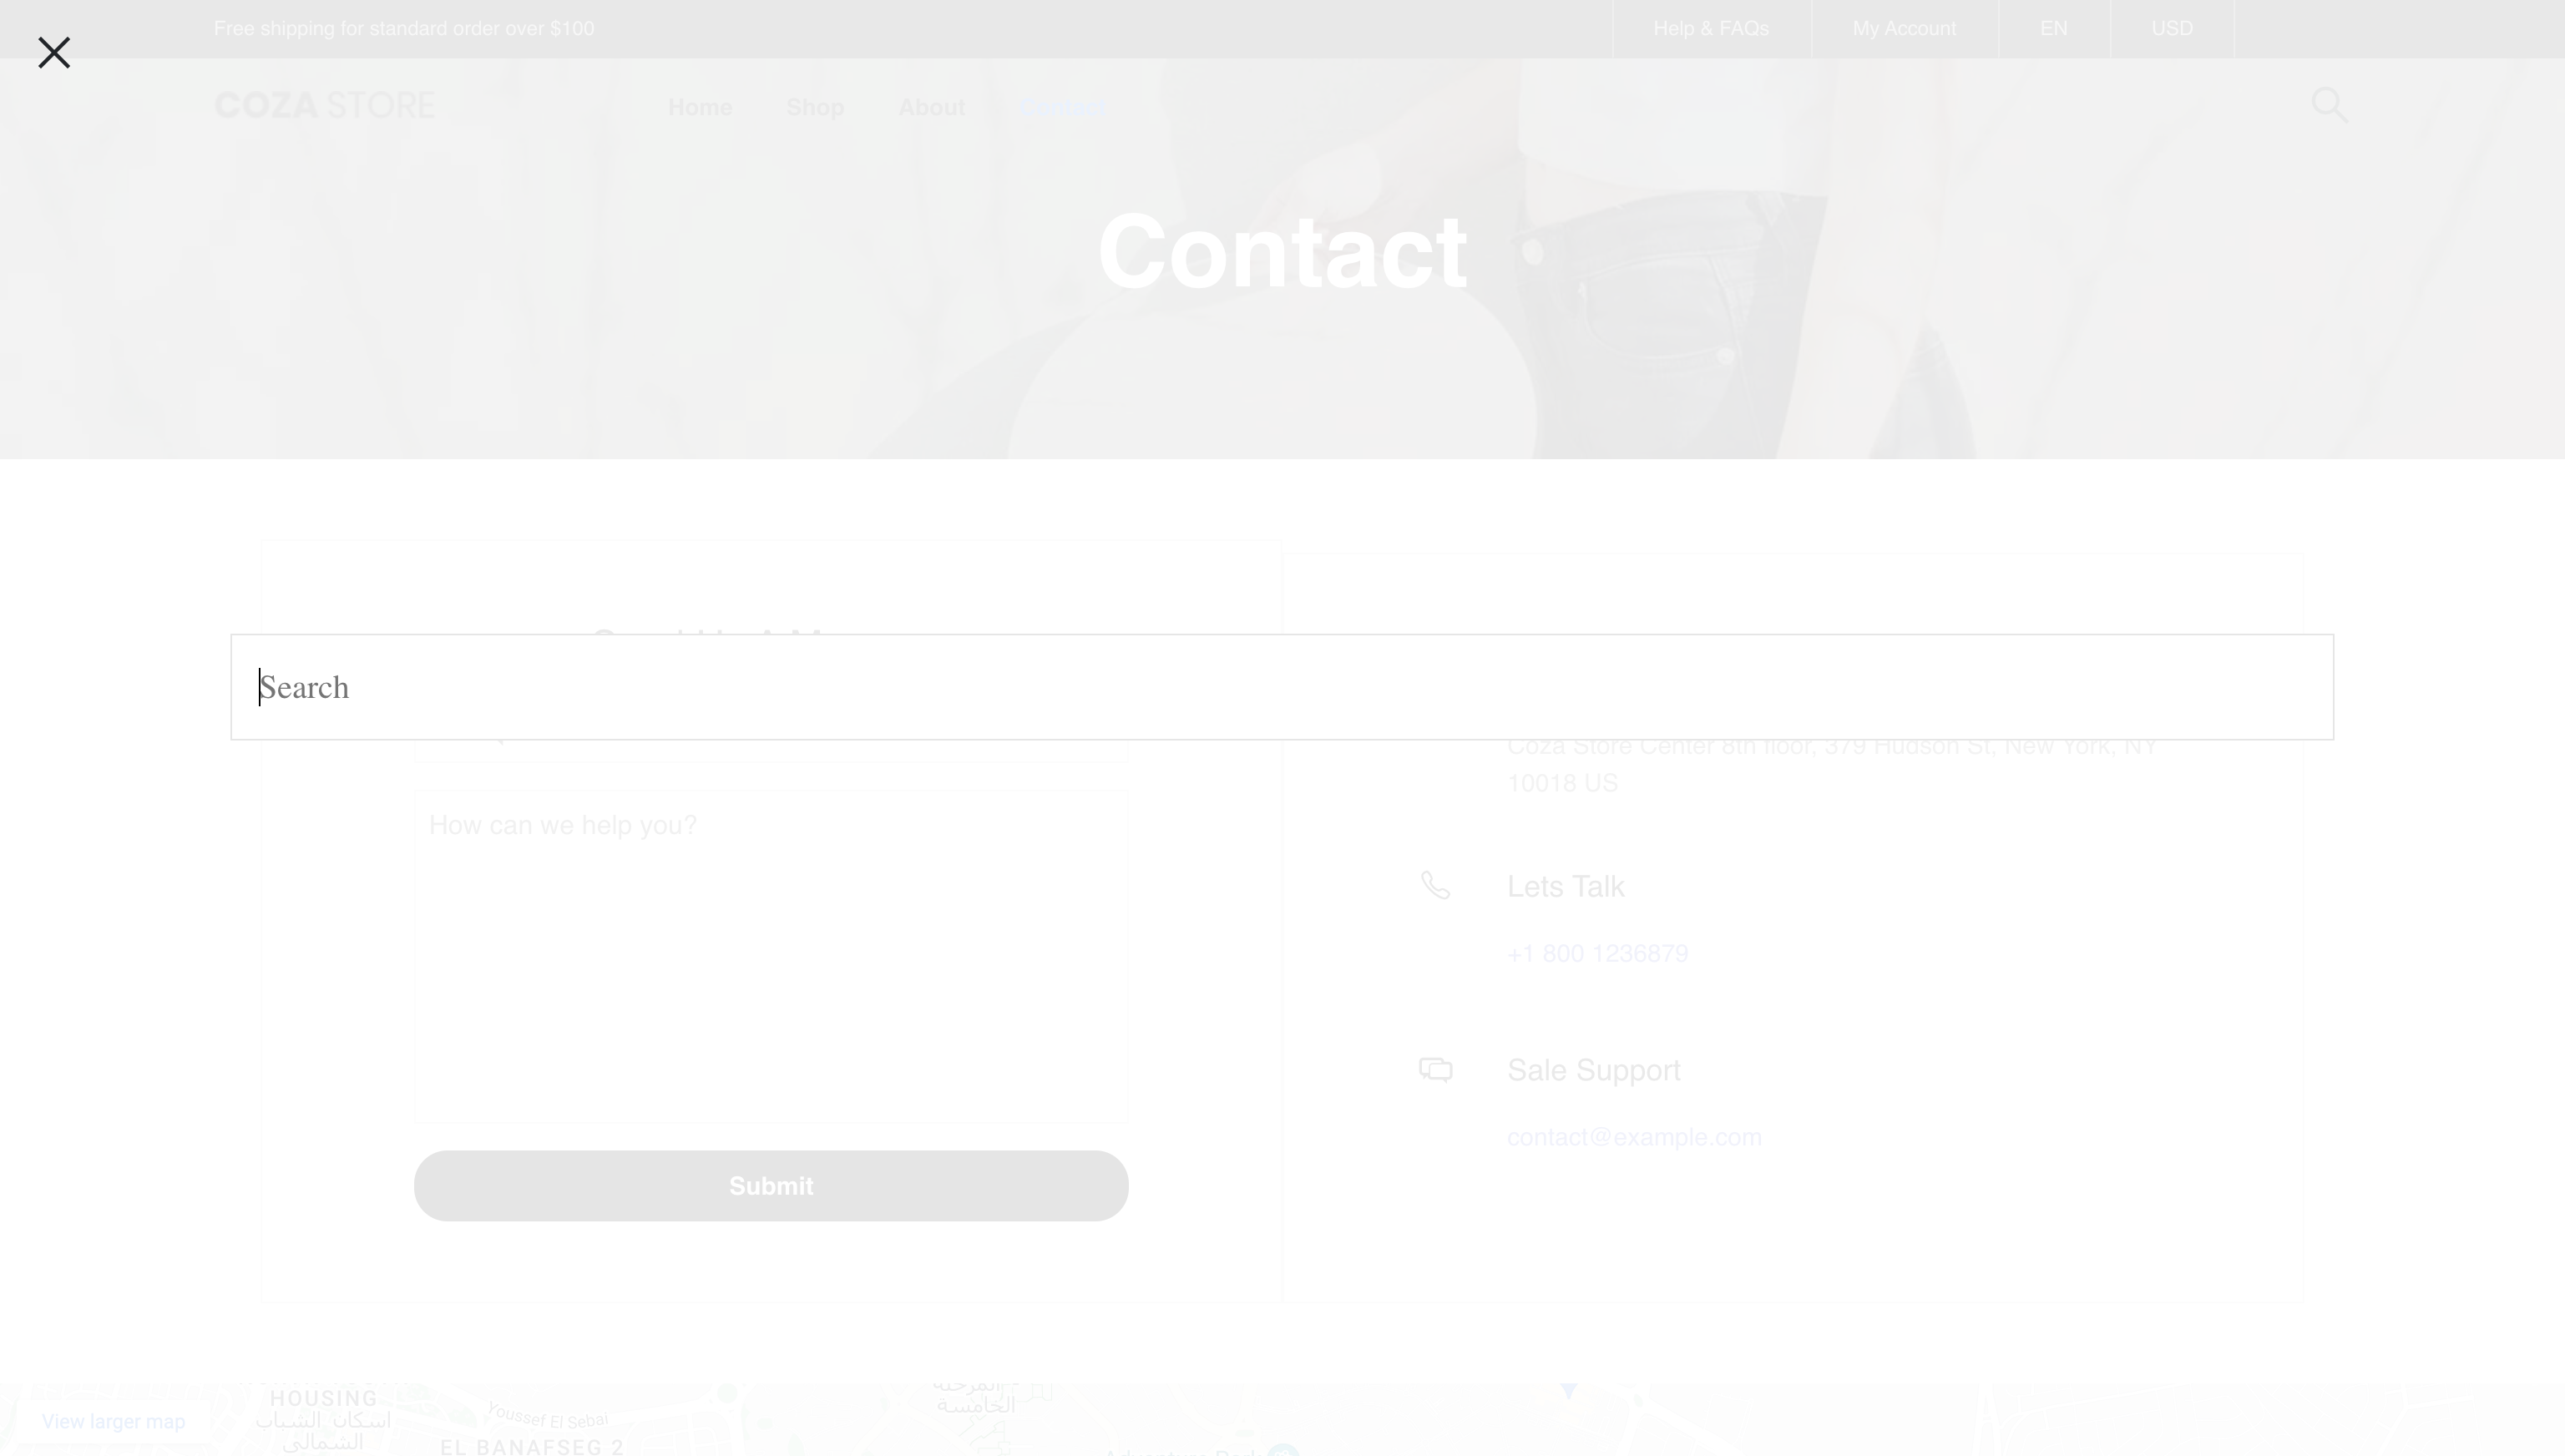 Free shipping for standard order over $100
Help & FAQs
My Account
EN
USD
COZA STORE
Home
Shop
About
Contact
Contact
Search
Coza Store Center 8th floor, 379 Hudson St, New York, NY
10018 US
How can we help you?
Lets Talk
+1 800 1236879
Sale Support
contact@example.com
Submit
View larger map
HOUSING
اسكان الشباب
الشمالى
Youssef El Sebai
EL BANAFSEG 2
المرحلة
الخامسة